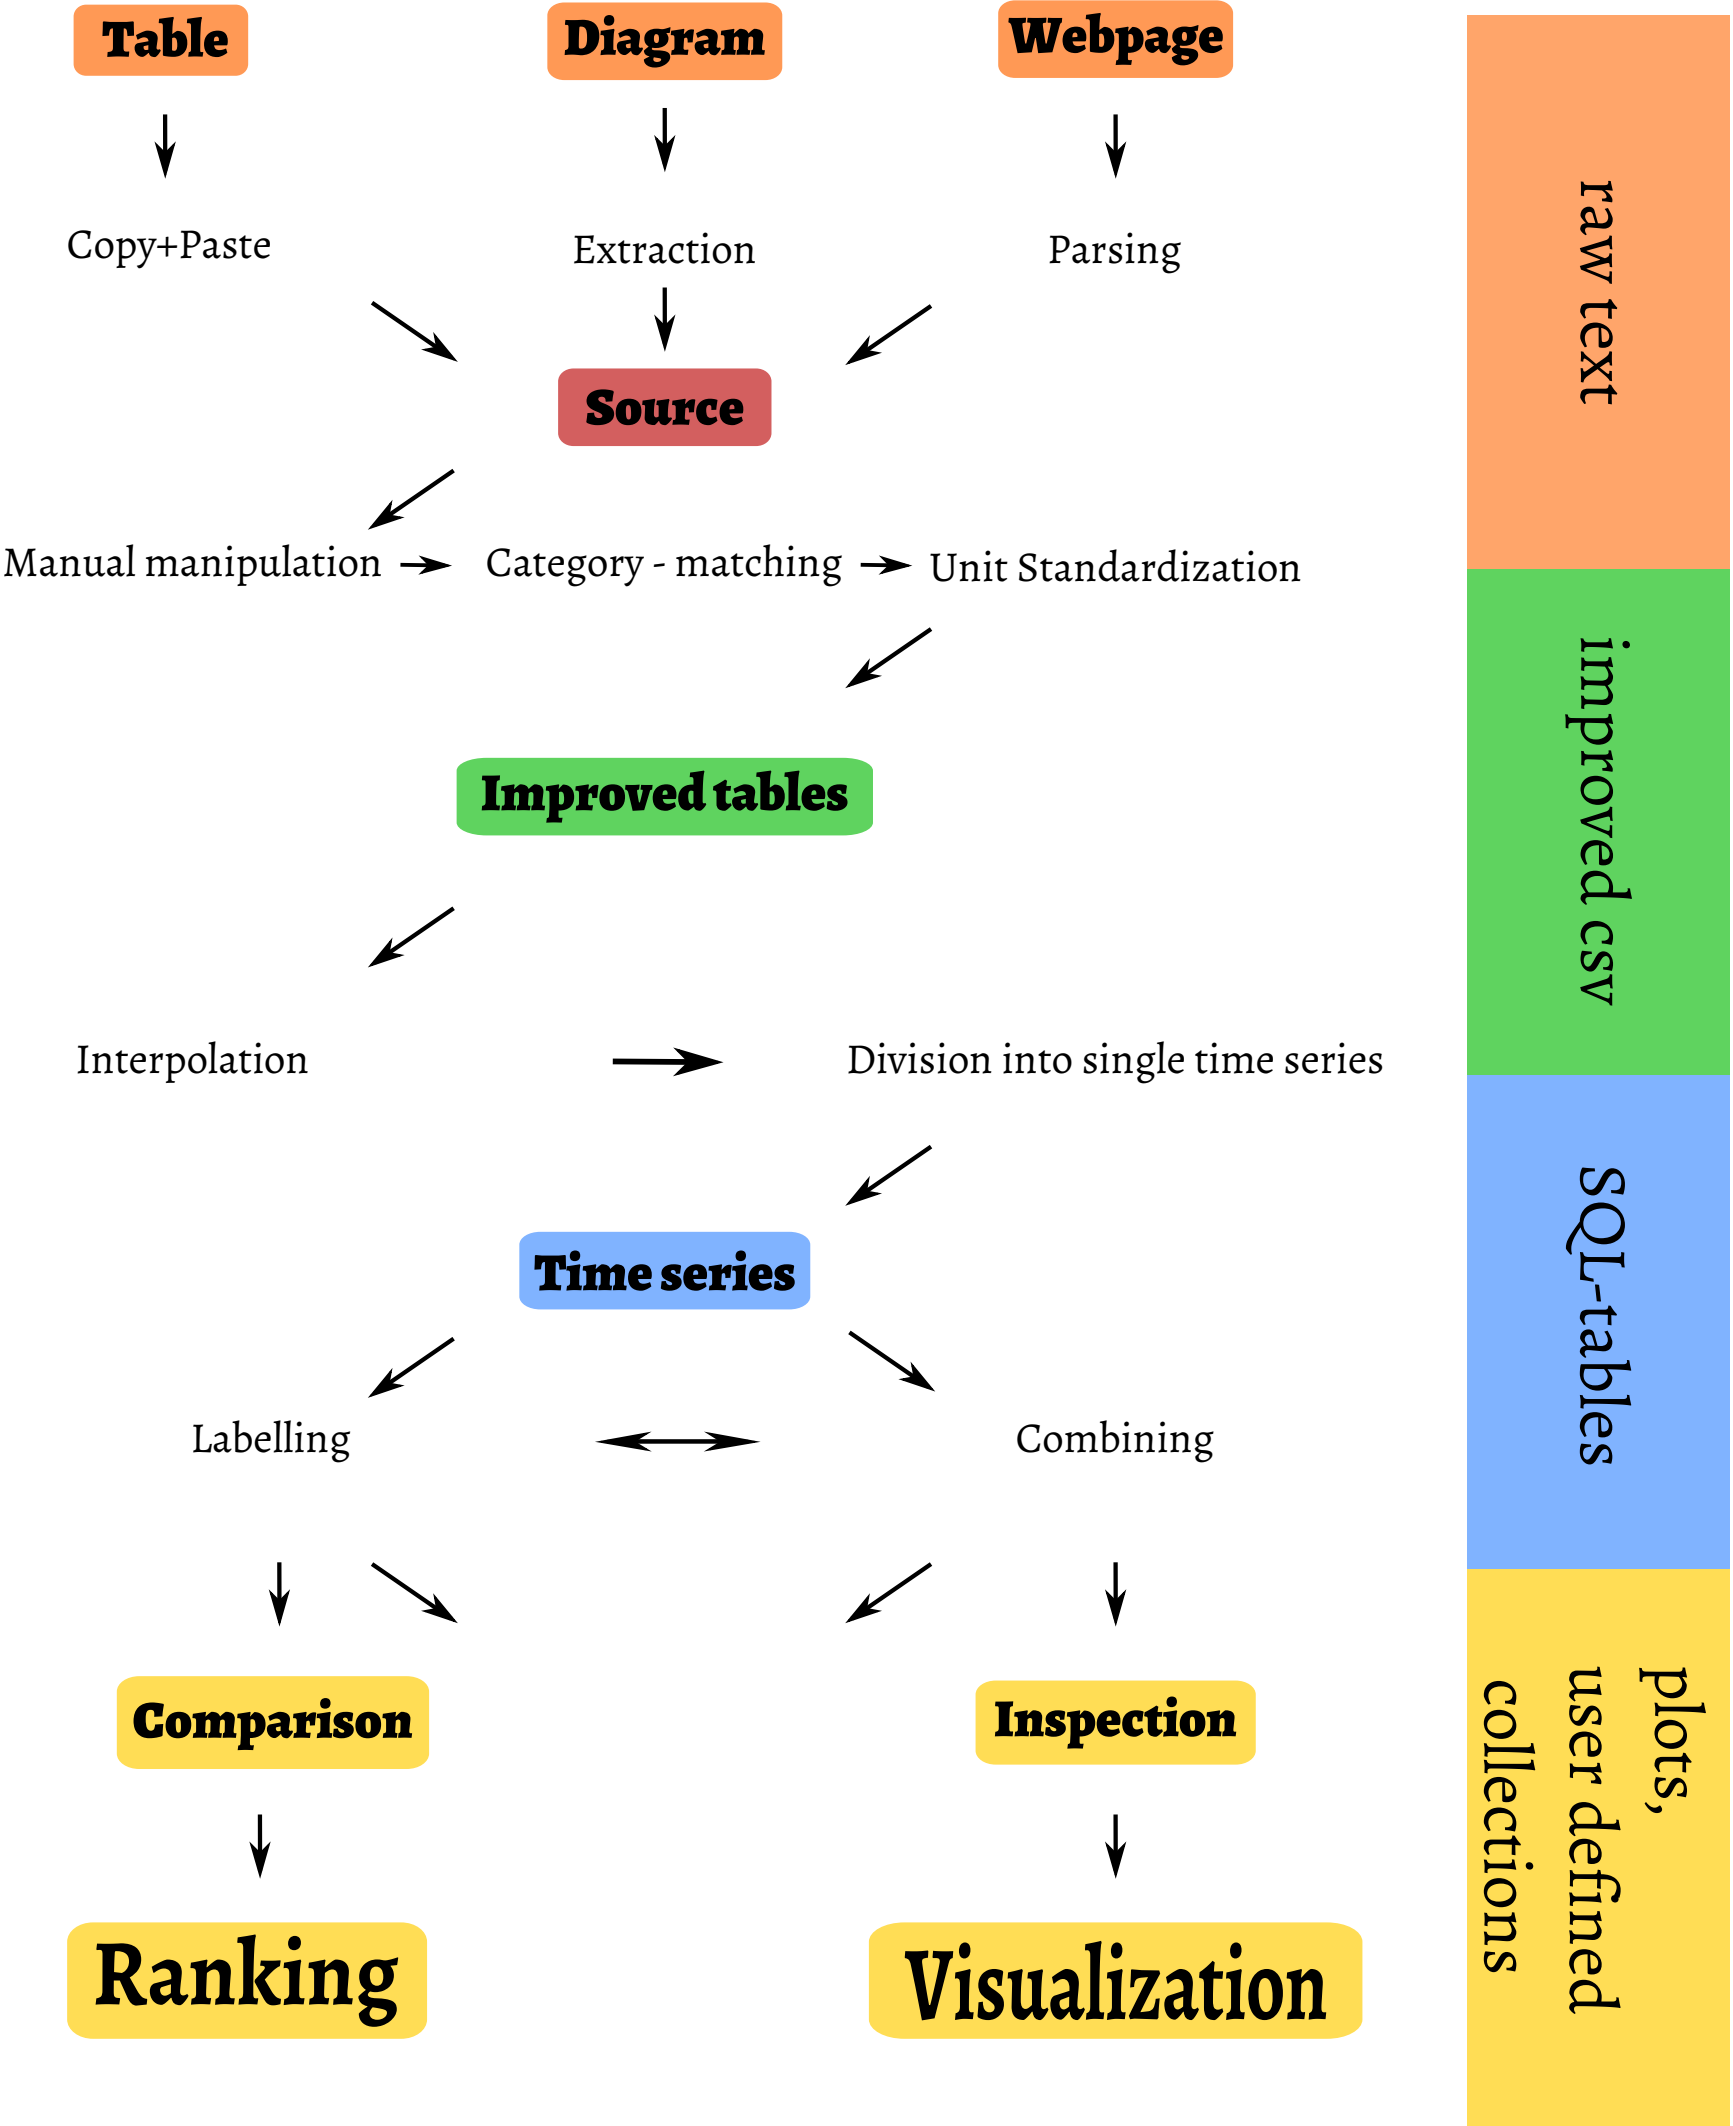 Table
Diagram
Webpage
Copy+Paste
Extraction
Parsing
Source
Manual manipulation
Category - matching
Unit Standardization
Improved tables
Interpolation
Division into single time series
Time series
Labelling
Combining
Comparison
Inspection
Ranking
Visualization
raw text
improved csv
SQL-tables
plots,
user defined
collections